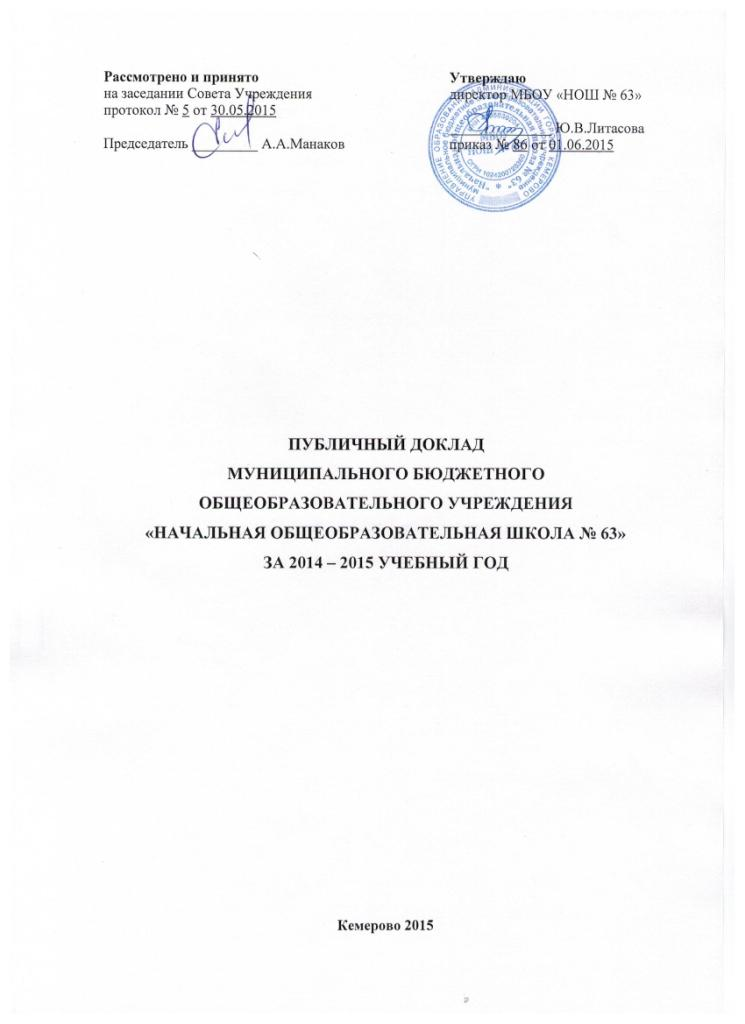 Рассмотрено и принято
на заседании Совета Учреждения
протокол № 5 от 30.05.2015
Председатель __________ А.А.Манаков
Утверждаю
директор МБОУ «НОШ № 63»
Ю.В.Литасова
приказ № 86 от 01.06.2015
ПУБЛИЧНЫЙ ДОКЛАД
МУНИЦИПАЛЬНОГО БЮДЖЕТНОГО
ОБЩЕОБРАЗОВАТЕЛЬНОГО УЧРЕЖДЕНИЯ
«НАЧАЛЬНАЯ ОБЩЕОБРАЗОВАТЕЛЬНАЯ ШКОЛА № 63»
ЗА 2014 – 2015 УЧЕБНЫЙ ГОД
Кемерово 2015